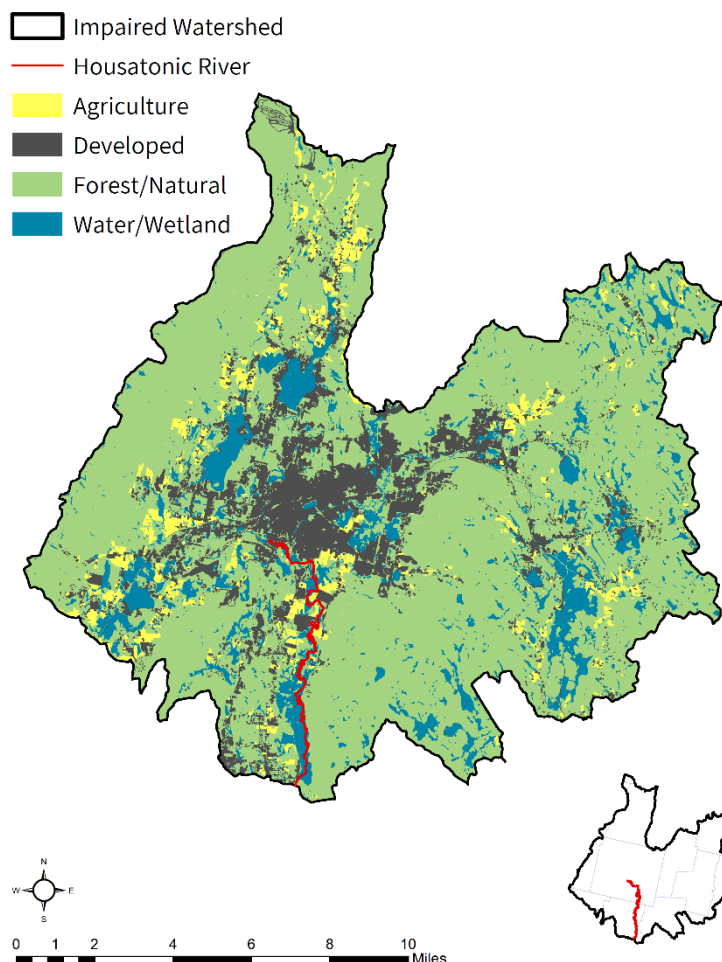 Impaired Watershed
Housatonic River
Agriculture
Developed
Forest/Natural
Water/Wetland
N
W E
S
0 1 2 4 6 8 10
Miles